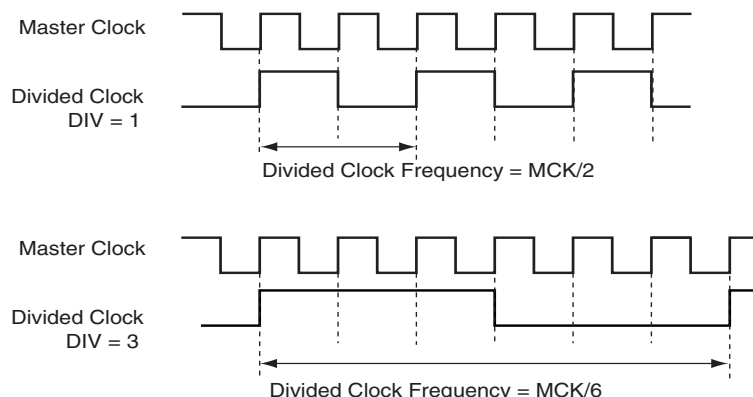 Master Clock
Divided Clock
DIV = 1
Divided Clock Frequency = MCK/2
Master Clock
Divided Clock
DIV = 3
Divided Clock Frequency = MCK/6